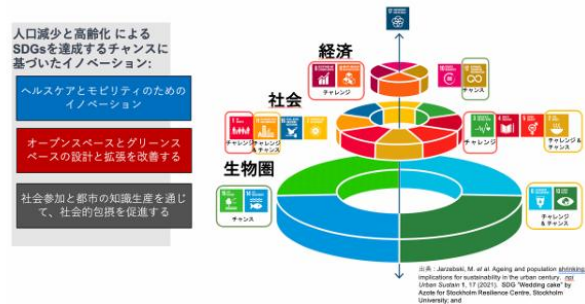 人口減少と高齢化 による
SDGsを達成するチャンスに
基づいたイノベーション:
ヘルスケアとモビリティのための
イノベーション
オープンスペースとグリーンス
ペースの設計と拡張を改善する
社会参加と都市の知識生産を通じ
て、社会的包摂を促進する
経済
チャレンジ
チャンス
社会
チャレンジ
チャレンジ
& チャンス
チャレンジ
チャレンジ
& チャンス
生物圏
チャンス
チャレンジ
& チャンス
出典 : Jarzebski, M. et al. Ageing and population shrinking
implications for sustainability in the urban century. npj
Urban Sustain 1, 17 (2021). SDG "Wedding cake" by
Azote for Stockholm Resilience Centre, Stockholm
University; and